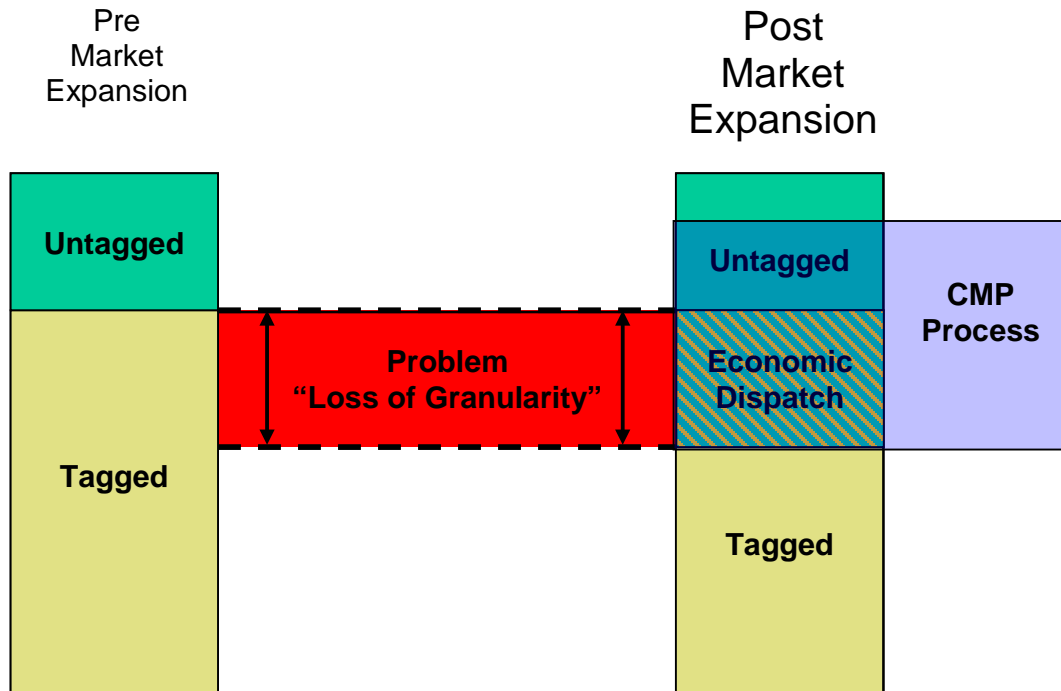 Pre
Market
Expansion
Post
Market
Expansion
Untagged
Untagged
CMP
Process
Problem
“Loss of Granularity”
Economic
Dispatch
Tagged
Tagged